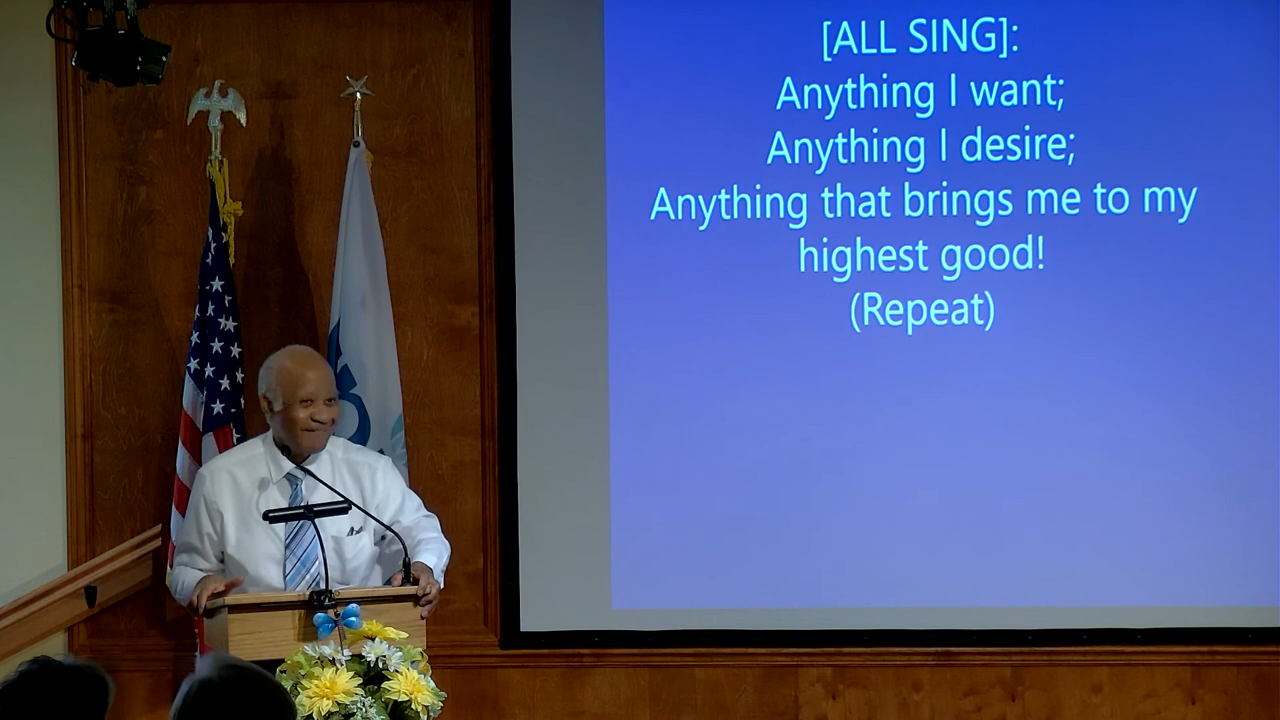 [ALL SING]:
Anything I want;
Anything I desire;
Anything that brings me to my
highest good!
(Repeat)